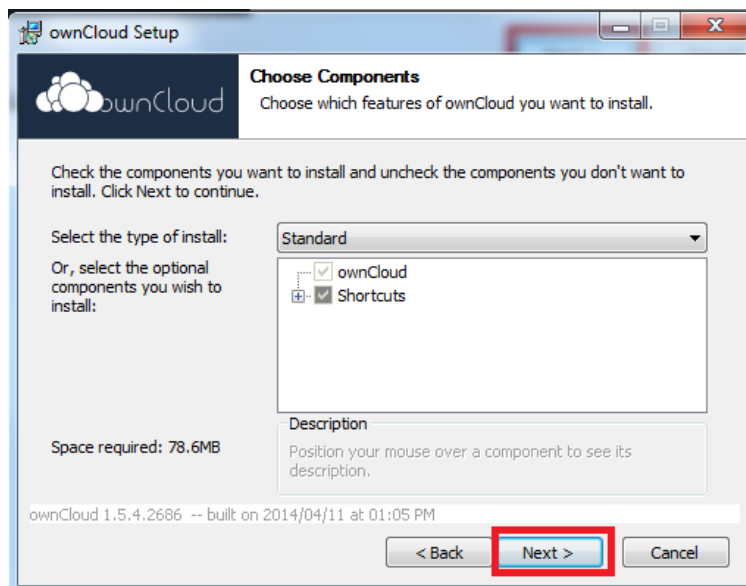 ownCloud Setup
ownCloud
Choose Components
Choose which features of ownCloud you want to install.
Check the components you want to install and uncheck the components you don't want to
install. Click Next to continue.
Select the type of install:
Standard
Or, select the optional
components you wish to
install:
ownCloud
Shortcuts
Space required: 78.6MB
Description
Position your mouse over a component to see its
description.
ownCloud 1.5.4.2686 -- built on 2014/04/11 at 01:05 PM
< Back
Next >
Cancel